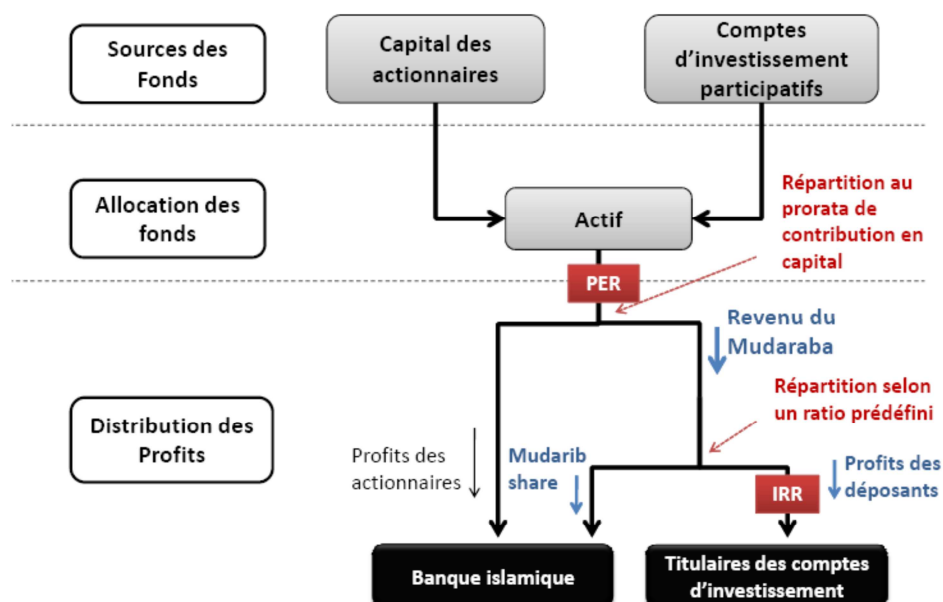 Sources des
Fonds
Capital des
actionnaires
Comptes
d'investissement
participatifs
Allocation des
fonds
Actif
Répartition au
prorata de
contribution en
capital
PER
Revenu du
Mudaraba
Répartition selon
un ratio prédéfini
Distribution des
Profits
Profits des
actionnaires
Mudarib
share
IRR
Profits des
déposants
Banque islamique
Titulaires des comptes
d'investissement